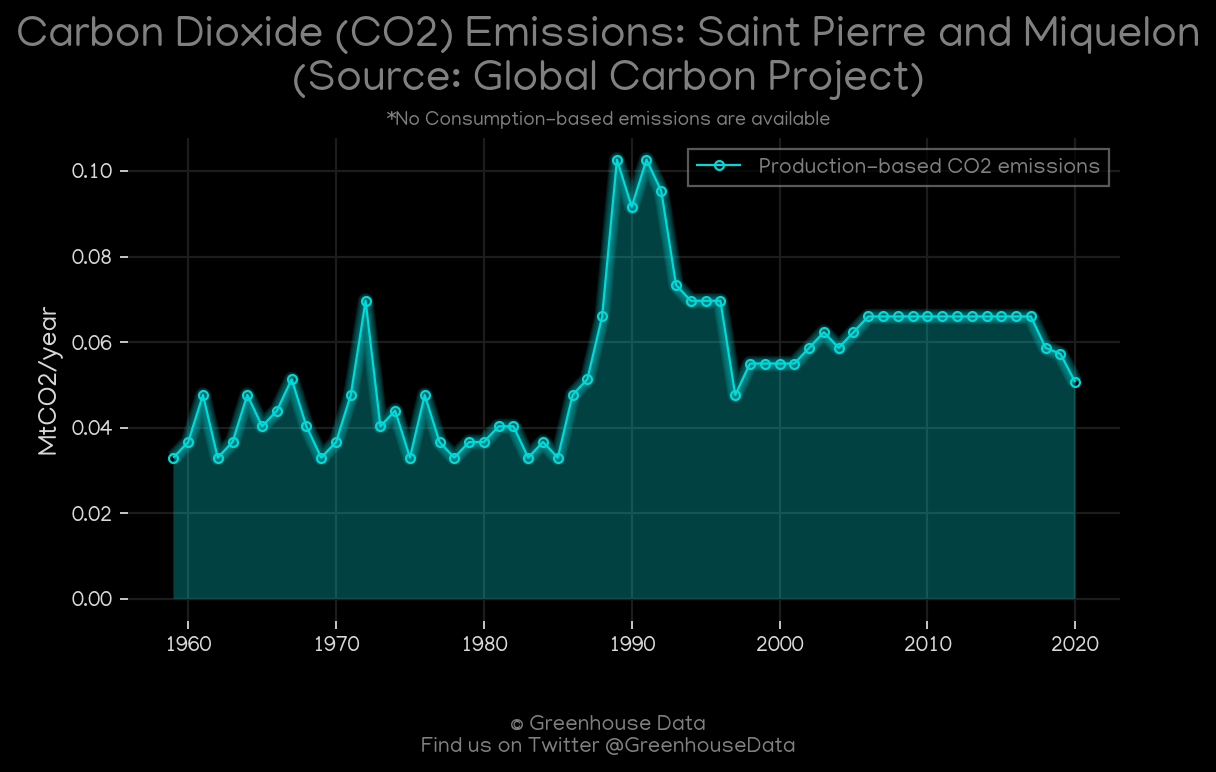 Carbon Dioxide (CO2) Emissions: Saint Pierre and Miquelon
(Source: Global Carbon Project)
*No Consumption-based emissions are available
Production-based CO2 emissions
MtCO2/year
0.10
0.08
0.06
0.04
0.02
0.00
1960 1970 1980 1990 2000 2010 2020
© Greenhouse Data
Find us on Twitter @GreenhouseData